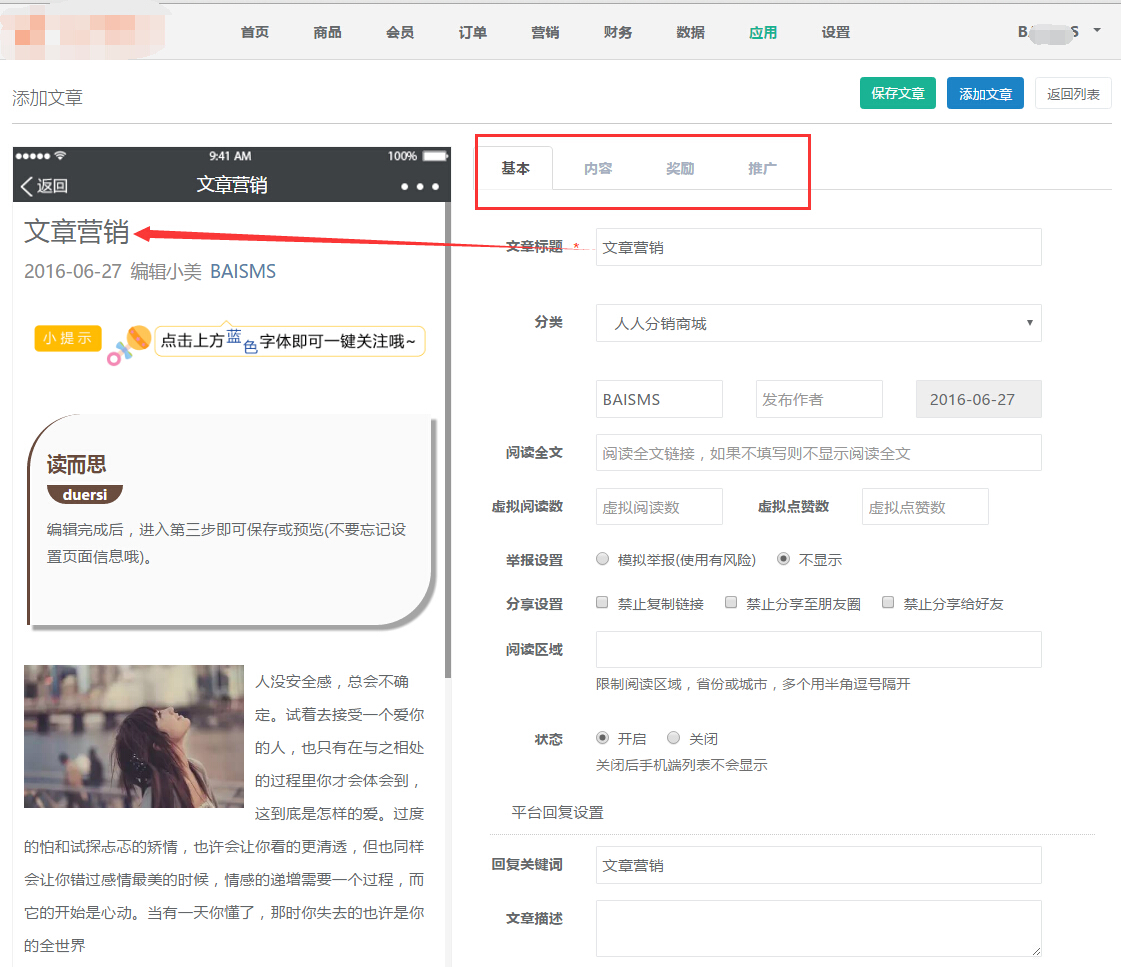 首页 商品 会员 订单 营销 财务 数据 应用 设置
添加文章 保存文章 添加文章 返回列表
9:41 AM 100%
返回 文章营销
文章营销
2016-06-27 编辑小美 BAISMS
小提示 点击上方蓝色字体即可一键关注哦~
读而思
duersi
编辑完成后，进入第三步即可保存或预览(不要忘记设
置页面信息哦)。
人没安全感，总会不确
定。试着去接受一个爱你
的人，也只有在与之相处
的过程里你才会体会到，
这到底是怎样的爱。过度
的怕和试探忐忑的矫情，也许会让你看的更清透，但也同样
会让你错过感情最美的时候，情感的递增需要一个过程，而
它的开始是心动。当有一天你懂了，那时你失去的也许是你
的全世界
基本 内容 奖励 推广
文章标题 * 文章营销
分类 人人分销商城
BAISMS 发布作者 2016-06-27
阅读全文 阅读全文链接，如果不填写则不显示阅读全文
虚拟阅读数 虚拟阅读数 虚拟点赞数 虚拟点赞数
举报设置 模拟举报(使用有风险) 不显示
分享设置 禁止复制链接 禁止分享至朋友圈 禁止分享给好友
阅读区域
限制阅读区域，省份或城市，多个用半角逗号隔开
状态 开启 关闭
关闭后手机端列表不会显示
平台回复设置
回复关键词 文章营销
文章描述